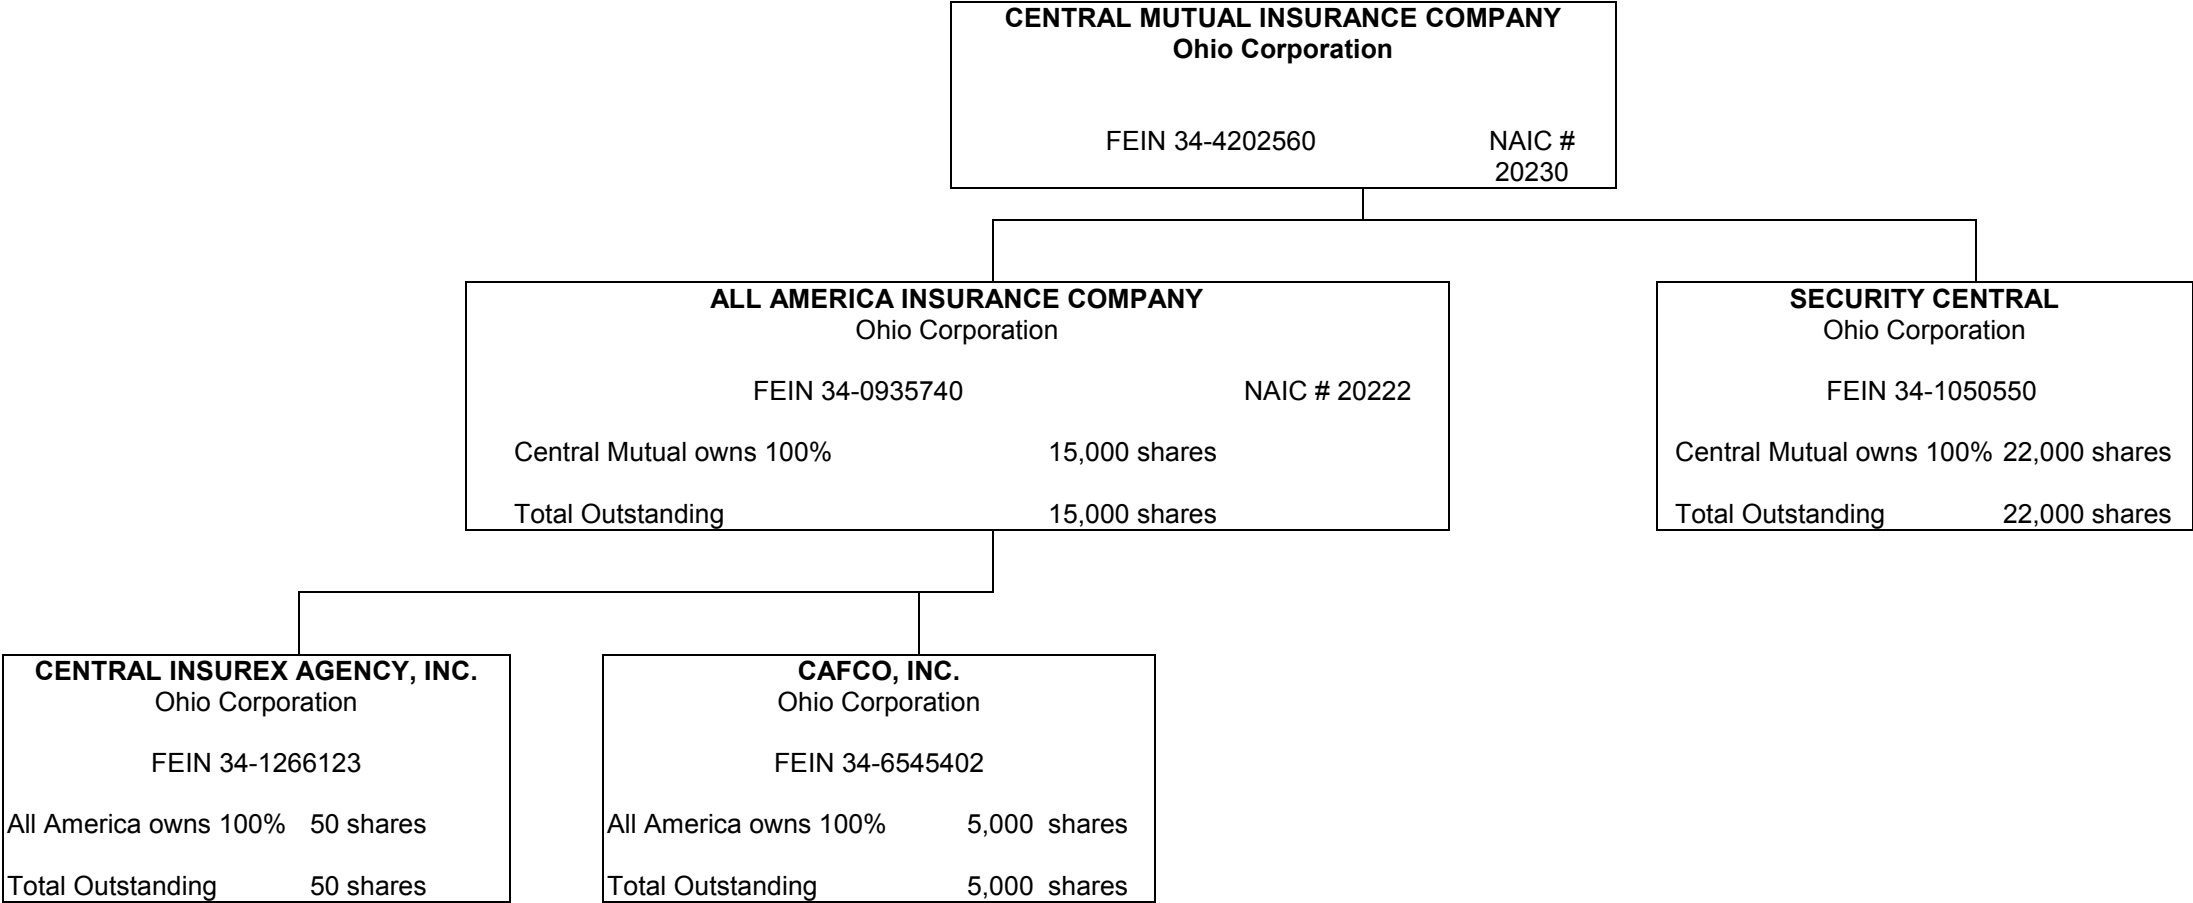 CENTRAL MUTUAL INSURANCE COMPANY
Ohio Corporation
FEIN 34-4202560 NAIC #
20230
ALL AMERICA INSURANCE COMPANY
Ohio Corporation
FEIN 34-0935740 NAIC # 20222
Central Mutual owns 100% 15,000 shares
Total Outstanding 15,000 shares
SECURITY CENTRAL
Ohio Corporation
FEIN 34-1050550
Central Mutual owns 100% 22,000 shares
Total Outstanding 22,000 shares
CENTRAL INSUREX AGENCY, INC.
Ohio Corporation
FEIN 34-1266123
All America owns 100% 50 shares
Total Outstanding 50 shares
CAFCO, INC.
Ohio Corporation
FEIN 34-6545402
All America owns 100% 5,000 shares
Total Outstanding 5,000 shares